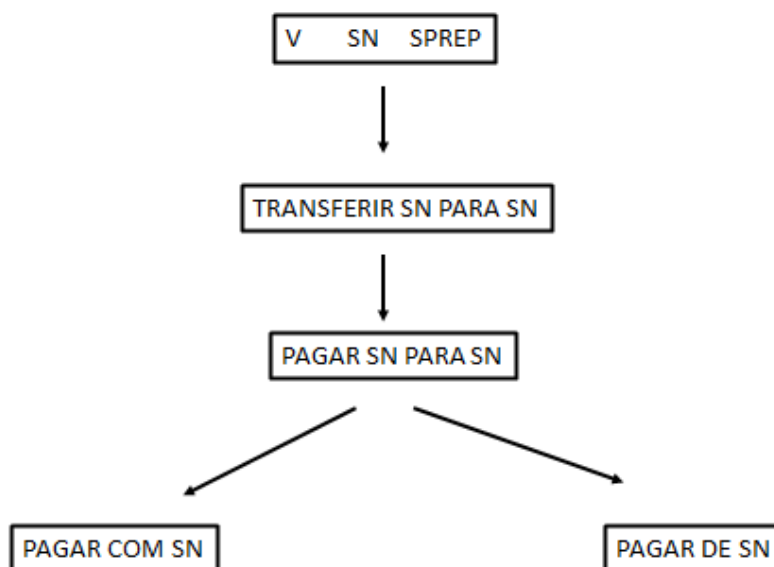 V SN SPREP
TRANSFERIR SN PARA SN
PAGAR SN PARA SN
PAGAR COM SN
PAGAR DE SN